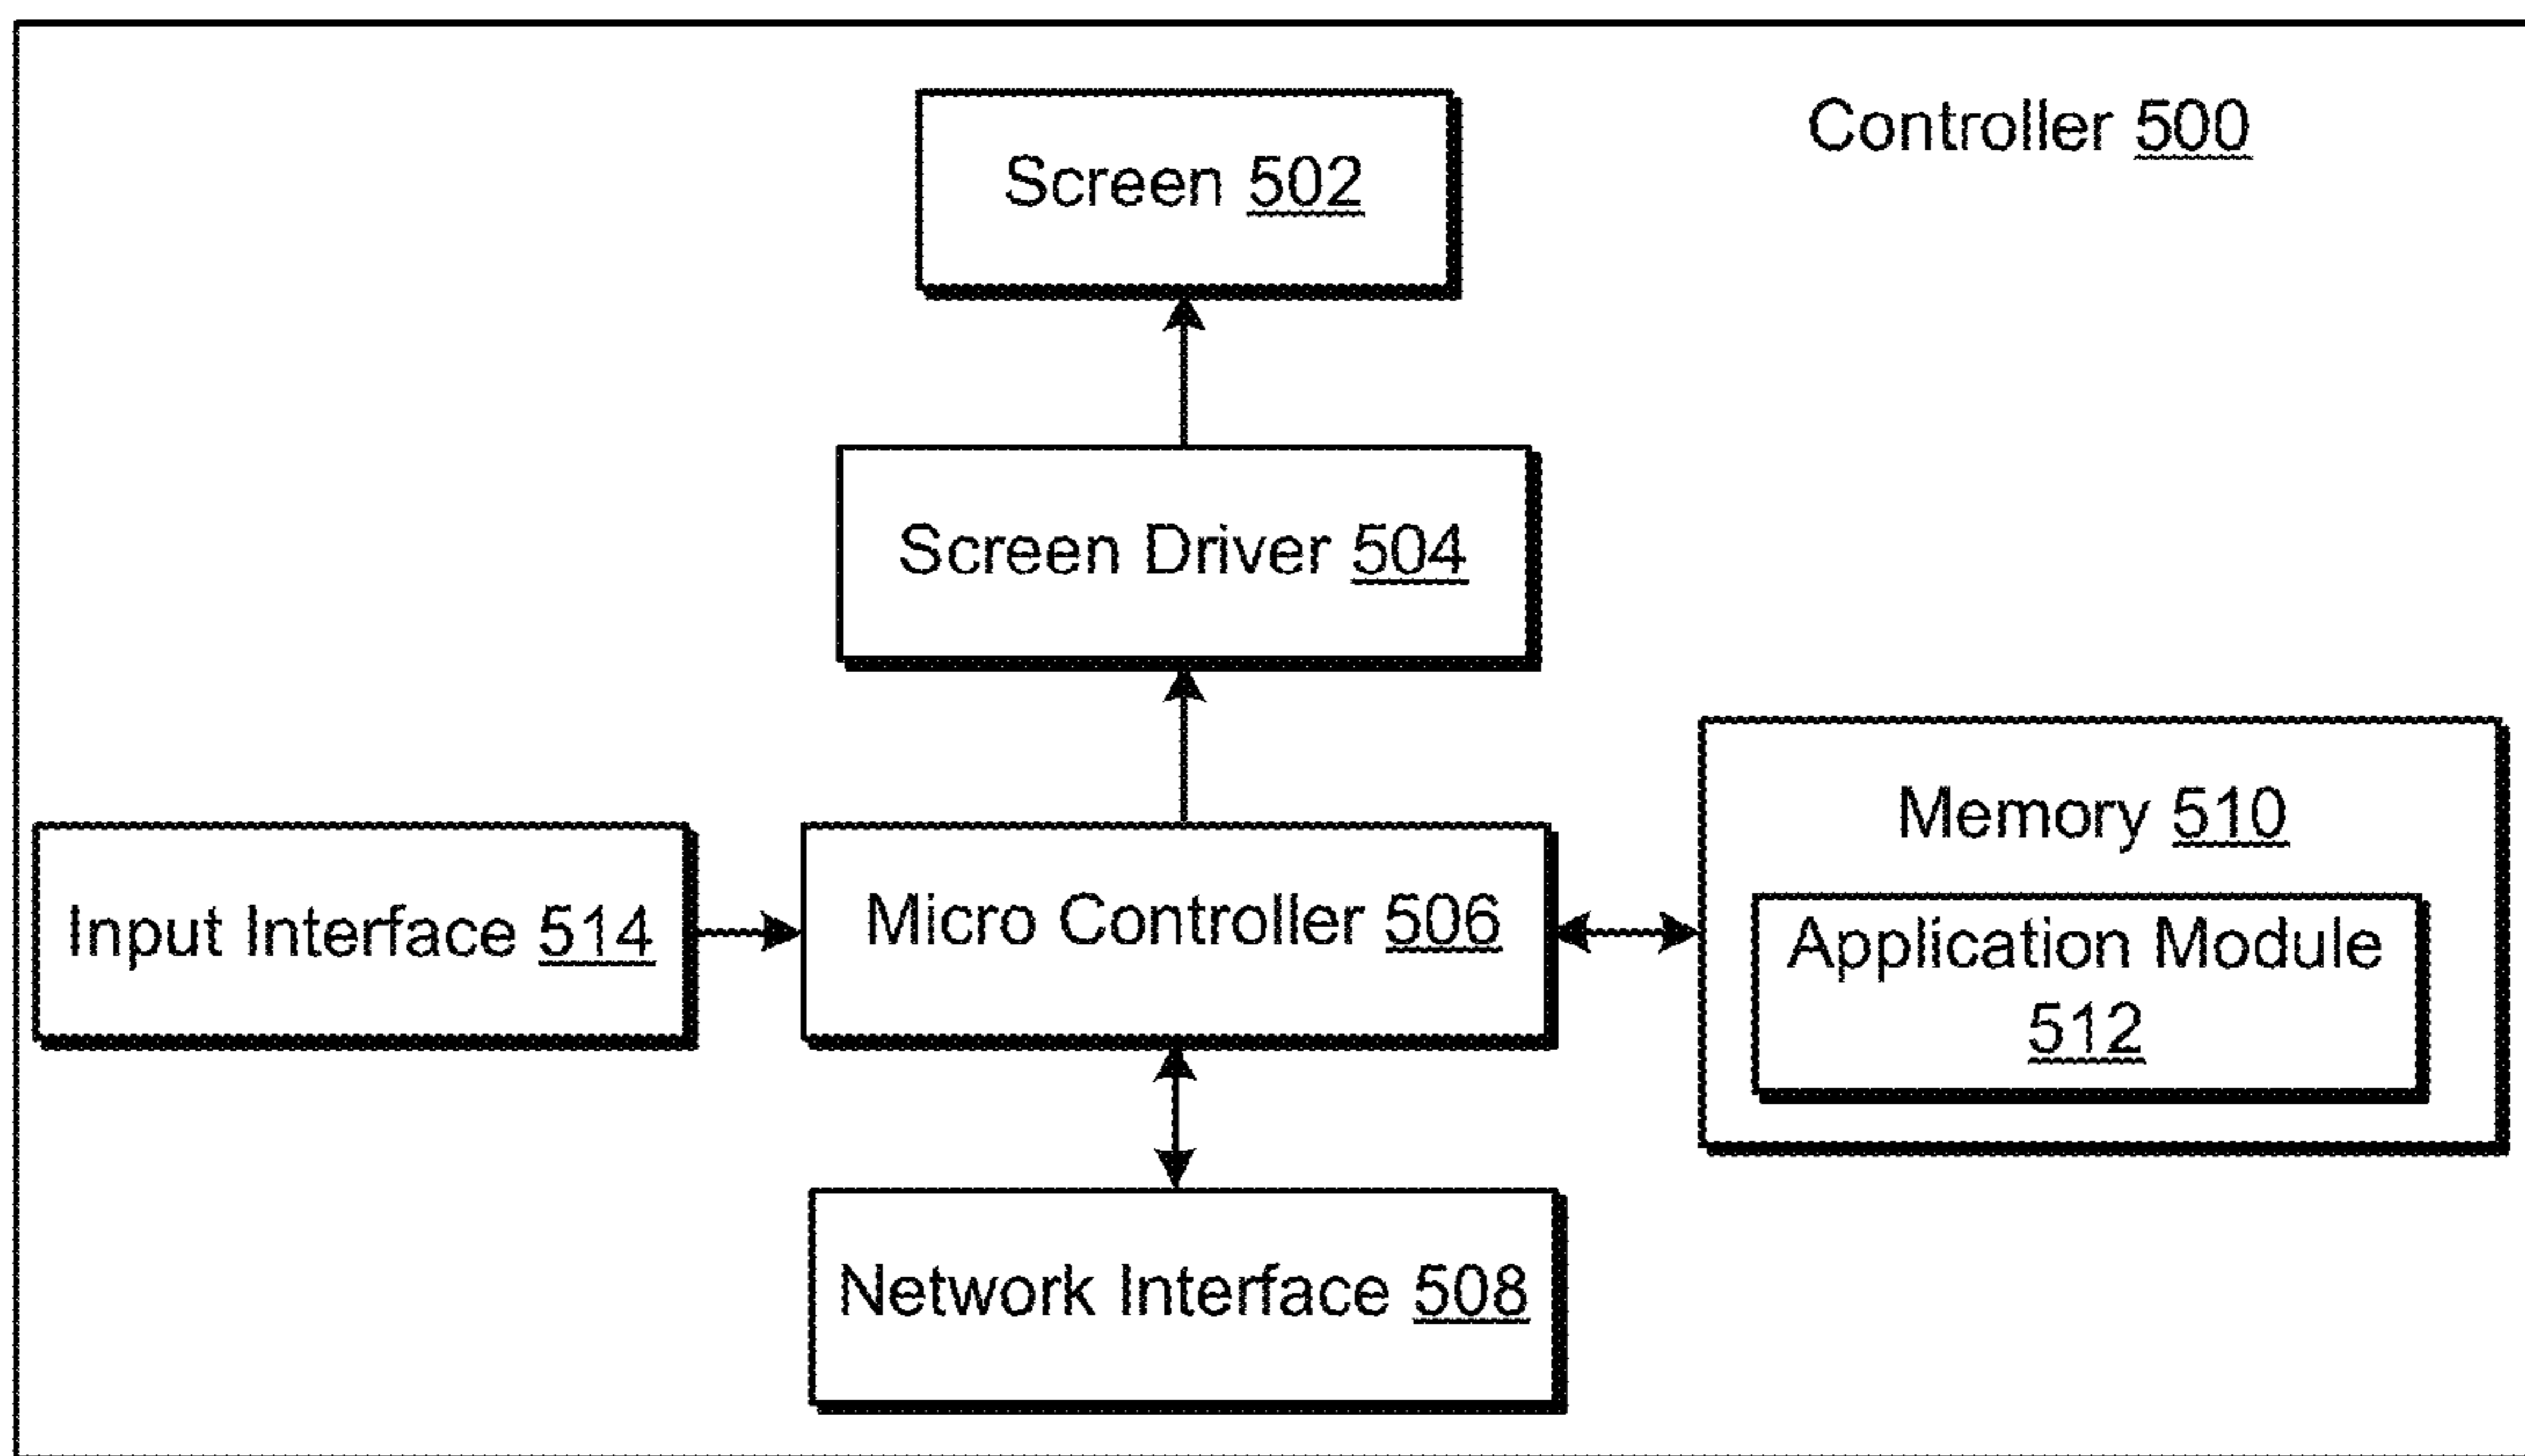 Controller 500
Screen 502
Screen Driver 504
Input Interface 514
Micro Controller 506
Memory 510
Application Module
512
Network Interface 508